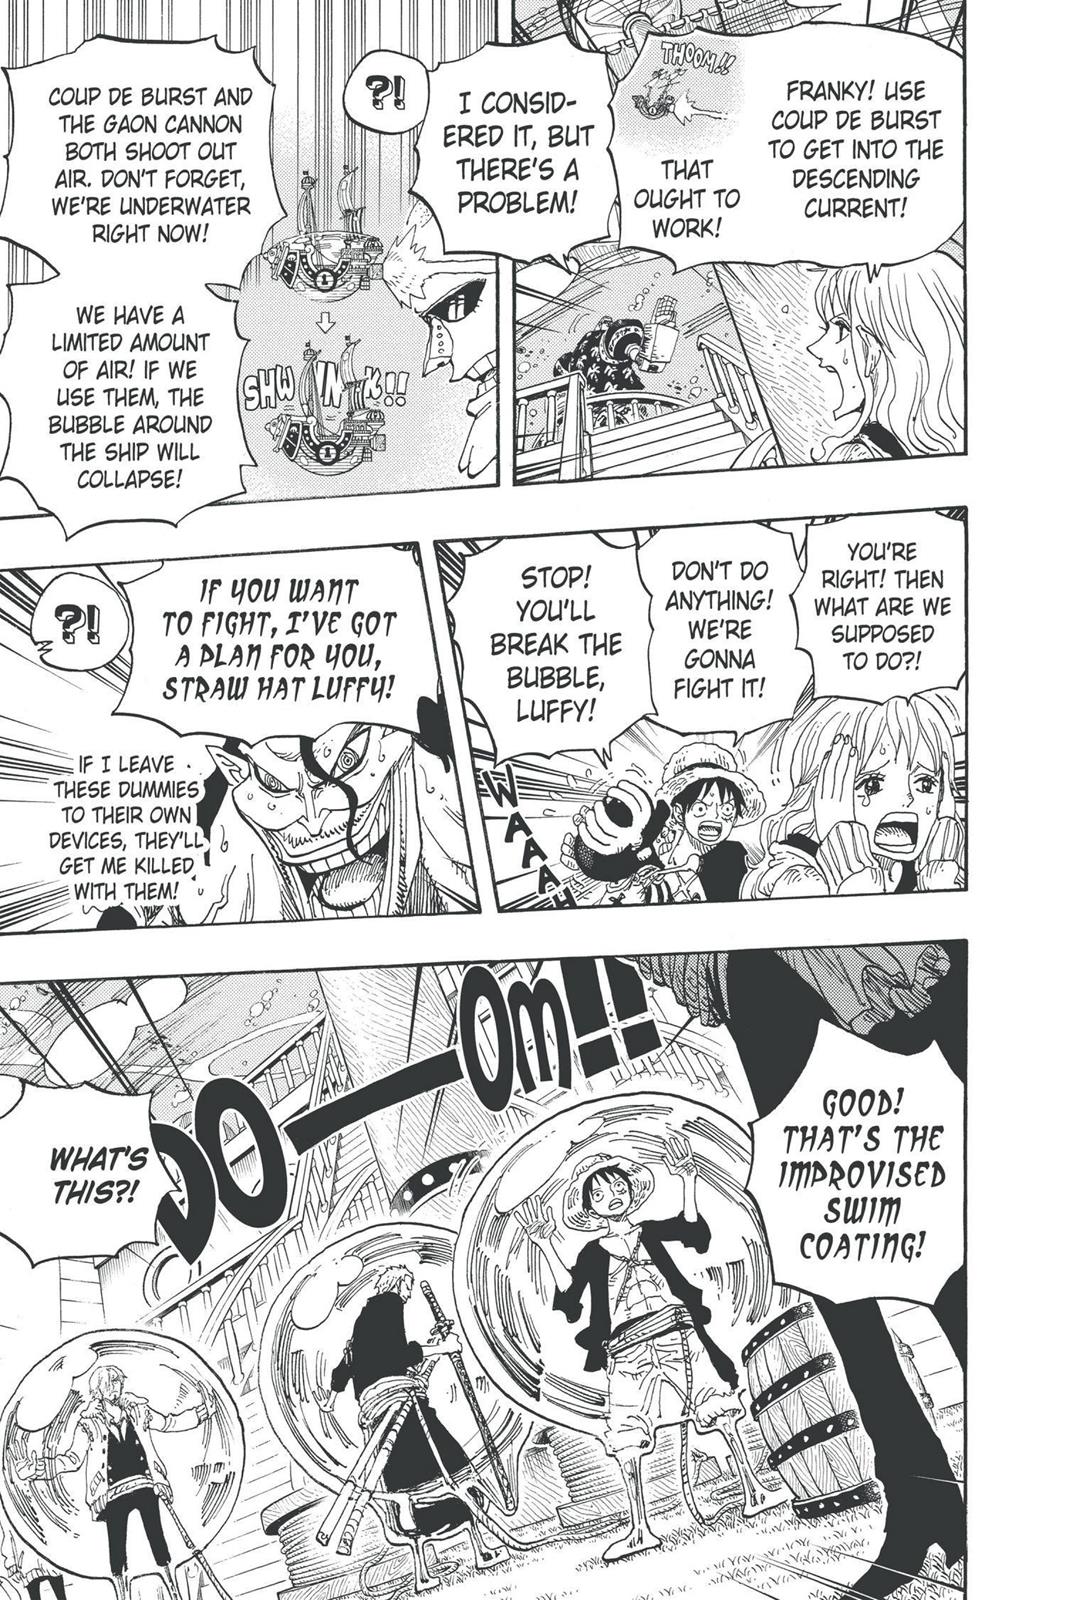 FRANKY! USE
COUP DE BURST
TO GET INTO THE
DESCENDING
CURRENT!
THOOM!!
THAT
OUGHT TO
WORK!
I CONSID-
ERED IT, BUT
THERE'S A
PROBLEM!
?!
COUP DE BURST AND
THE GAON CANNON
BOTH SHOOT OUT
AIR. DON'T FORGET,
WE'RE UNDERWATER
RIGHT NOW!
SHWINK!!
WE HAVE A
LIMITED AMOUNT
OF AIR! IF WE
USE THEM, THE
BUBBLE AROUND
THE SHIP WILL
COLLAPSE!
YOU'RE
RIGHT! THEN
WHAT ARE WE
SUPPOSED
TO DO?!
DON'T DO
ANYTHING!
WE'RE
GONNA
FIGHT IT!
STOP!
YOU'LL
BREAK THE
BUBBLE,
LUFFY!
WAAAH
IF YOU WANT
TO FIGHT, I'VE GOT
A PLAN FOR YOU,
STRAW HAT LUFFY!
?!
IF I LEAVE
THESE DUMMIES
TO THEIR OWN
DEVICES, THEY'LL
GET ME KILLED
WITH THEM!
GOOD!
THAT'S THE
IMPROVISED
SWIM
COATING!
DO—OM!!
WHAT'S
THIS?!